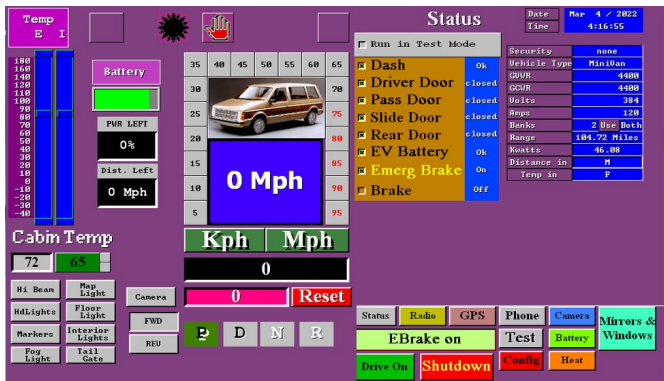 Temp
E I
180
160
140
120
110
100
90
80
70
60
50
40
30
20
10
0
-10
-20
-30
-40
Battery
PWR LEFT
0%
Dist. Left
0 Mph
Cabin Temp
72 65
Hi Beam Map Light
HdLights Floor Light
Markers Interior Lights
Fog Light Tail Gate
Camera
FWD
REU
35 40 45 50 55 60 65
30 70
25 75
20 80
15 85
10 90
5 95
0 Mph
Kph Mph
0
0 Reset
P D N R
Status
Date Mar 4 / 2022
Time 4:16:55
Run in Test Mode
Dash Ok
Driver Door closed
Pass Door closed
Slide Door closed
Rear Door closed
EV Battery Ok
Emerg Brake On
Brake Off
Security none
Vehicle Type MiniVan
GVWR 4400
GCWR 4400
Volts 384
Amps 120
Banks 2 Use Both
Range 104.72 Miles
Kwatts 46.08
Distance in M
Temp in F
Status Radio GPS Phone Camera Mirrors & Windows
EBrake on Test Battery
Drive On Shutdown Config Heat